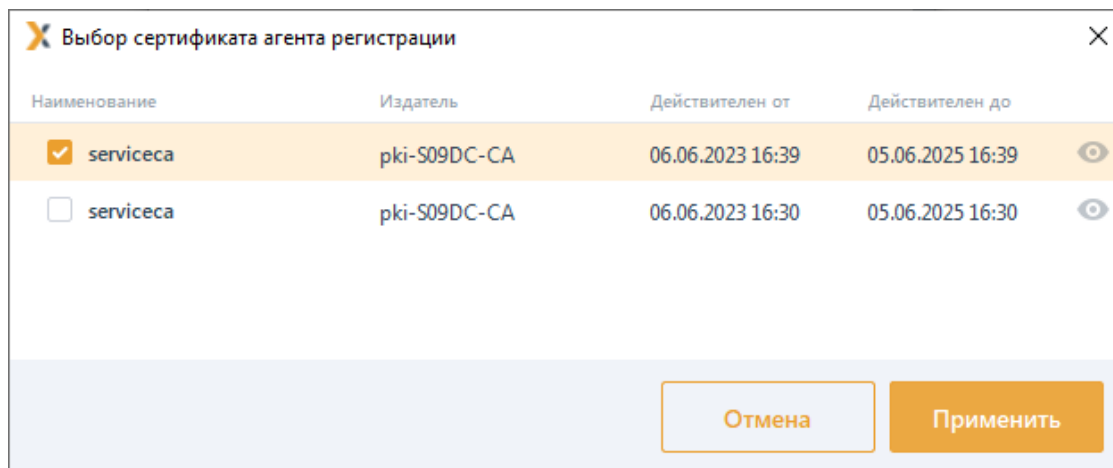 Выбор сертификата агента регистрации
Наименование Издатель Действителен от Действителен до
serviceca pki-S09DC-CA 06.06.2023 16:39 05.06.2025 16:39
serviceca pki-S09DC-CA 06.06.2023 16:30 05.06.2025 16:30
Отмена Применить